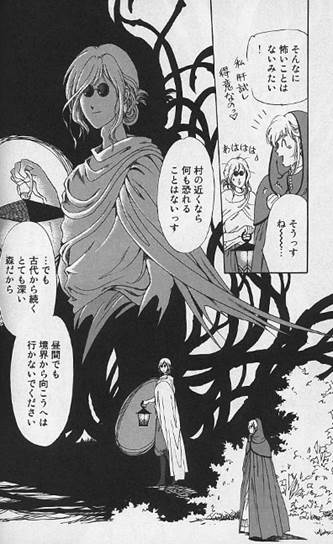 そんなに
怖いことは
ないみたい
!
私肝試し
得意なの♡
あはははっ
そうっす
ね～～～…
村の近くなら
何も恐れる
ことはないっす
…でも
古代から続く
とても深い
森だから
昼間でも
境界から向こうへは
行かないでください